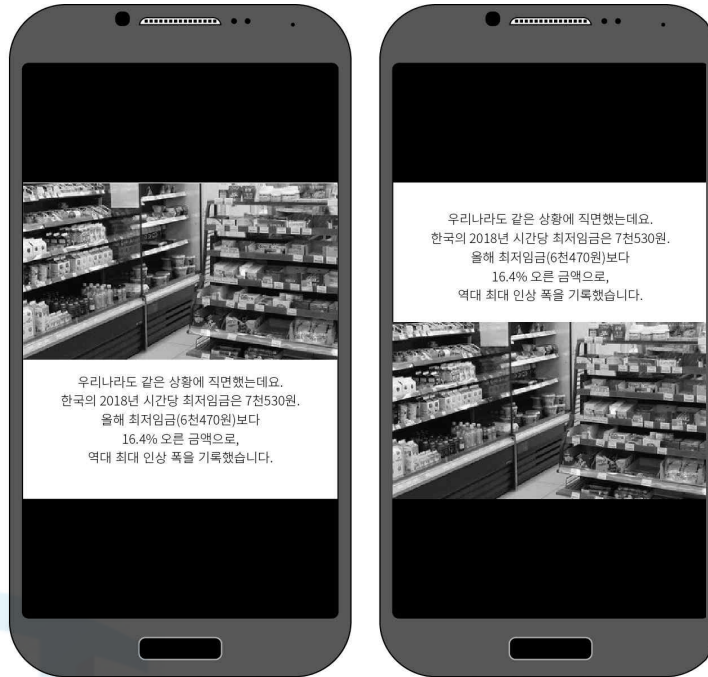 우리나라도 같은 상황에 직면했는데요.
한국의 2018년 시간당 최저임금은 7천530원.
올해 최저임금(6천470원)보다
16.4% 오른 금액으로,
역대 최대 인상 폭을 기록했습니다.
우리나라도 같은 상황에 직면했는데요.
한국의 2018년 시간당 최저임금은 7천530원.
올해 최저임금(6천470원)보다
16.4% 오른 금액으로,
역대 최대 인상 폭을 기록했습니다.